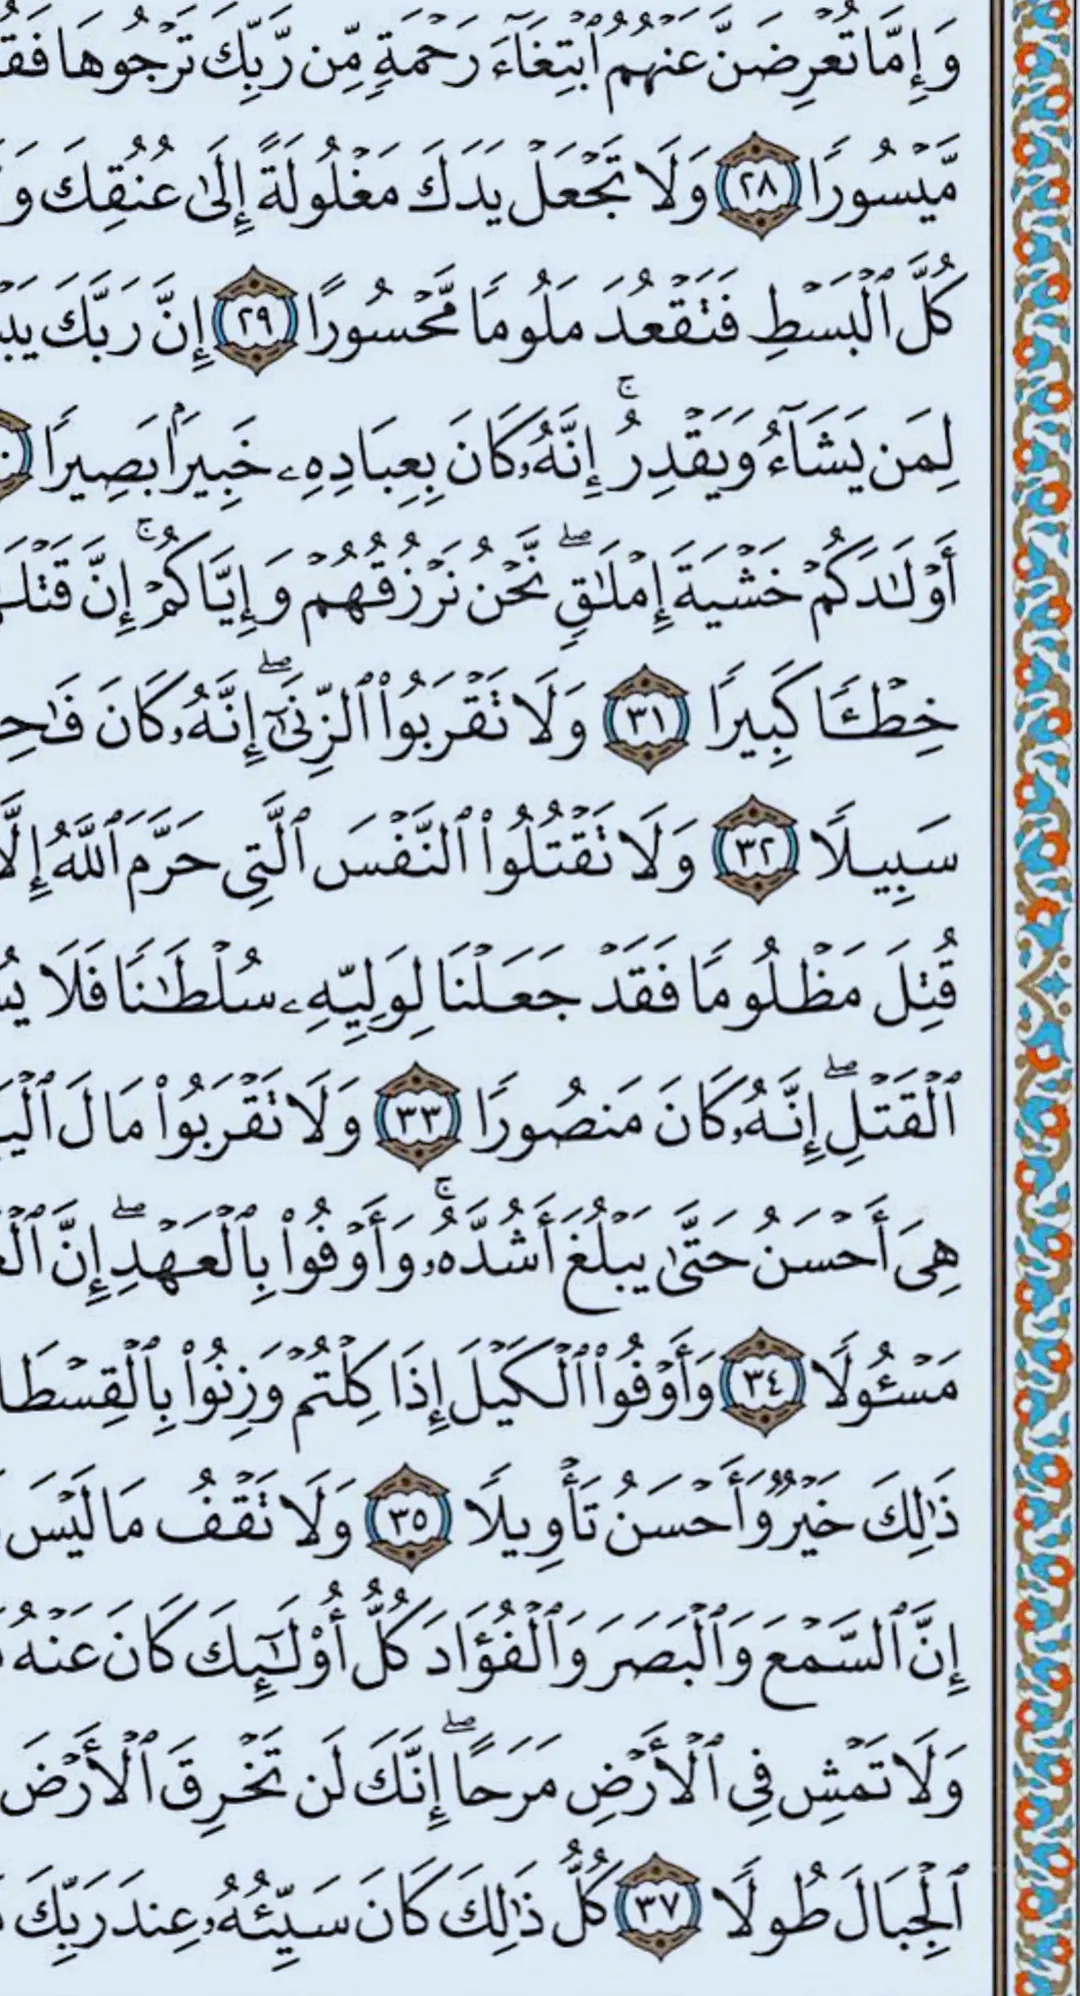 وَإِمَّا تُعْرِضَنَّ عَنْهُمُ ٱبْتِغَآءَ رَحْمَةٍ مِّن رَّبِّكَ تَرْجُوهَا
مَّيْسُورًا ٢٨ وَلَا تَجْعَلْ يَدَكَ مَغْلُولَةً إِلَىٰ عُنُقِكَ
كُلَّ ٱلْبَسْطِ فَتَقْعُدَ مَلُومًا مَّحْسُورًا ٢٩ إِنَّ رَبَّكَ
لِمَن يَشَآءُ وَيَقْدِرُ ۚ إِنَّهُۥ كَانَ بِعِبَادِهِۦ خَبِيرًۢا بَصِيرًا
أَوْلَـٰدَكُمْ خَشْيَةَ إِمْلَـٰقٍ ۖ نَّحْنُ نَرْزُقُهُمْ وَإِيَّاكُمْ ۚ إِنَّ
خِطْـًٔا كَبِيرًا ٣١ وَلَا تَقْرَبُوا۟ ٱلزِّنَىٰٓ ۖ إِنَّهُۥ كَانَ
سَبِيلًا ٣٢ وَلَا تَقْتُلُوا۟ ٱلنَّفْسَ ٱلَّتِى حَرَّمَ ٱللَّهُ
قُتِلَ مَظْلُومًا فَقَدْ جَعَلْنَا لِوَلِيِّهِۦ سُلْطَـٰنًا فَلَا
ٱلْقَتْلِ ۖ إِنَّهُۥ كَانَ مَنصُورًا ٣٣ وَلَا تَقْرَبُوا۟ مَالَ
هِىَ أَحْسَنُ حَتَّىٰ يَبْلُغَ أَشُدَّهُۥ ۚ وَأَوْفُوا۟ بِٱلْعَهْدِ ۖ إِنَّ
مَسْـُٔولًا ٣٤ وَأَوْفُوا۟ ٱلْكَيْلَ إِذَا كِلْتُمْ وَزِنُوا۟
ذَٰلِكَ خَيْرٌ وَأَحْسَنُ تَأْوِيلًا ٣٥ وَلَا تَقْفُ مَا لَيْسَ
إِنَّ ٱلسَّمْعَ وَٱلْبَصَرَ وَٱلْفُؤَادَ كُلُّ أُو۟لَـٰٓئِكَ كَانَ عَنْهُ
وَلَا تَمْشِ فِى ٱلْأَرْضِ مَرَحًا ۖ إِنَّكَ لَن تَخْرِقَ ٱلْأَرْضَ
ٱلْجِبَالَ طُولًا ٣٧ كُلُّ ذَٰلِكَ كَانَ سَيِّئُهُۥ عِندَ رَبِّكَ